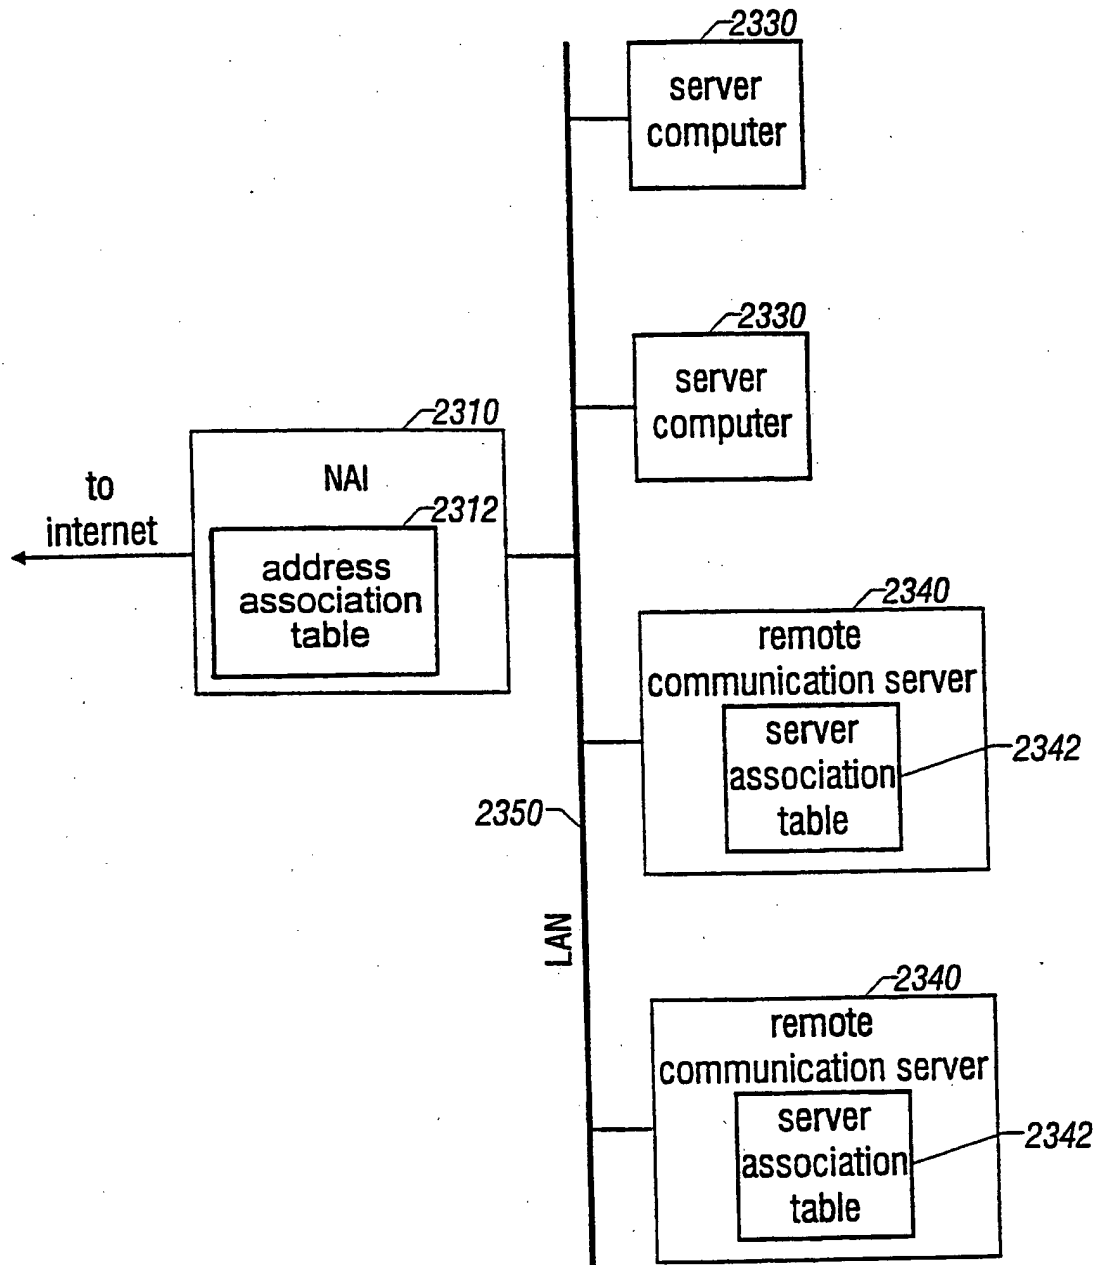 2330
server
computer
2330
server
computer
2310
NAI
to
internet
2312
address
association
table
2340
remote
communication server
server
association
table
2342
2350
LAN
2340
remote
communication server
server
association
table
2342